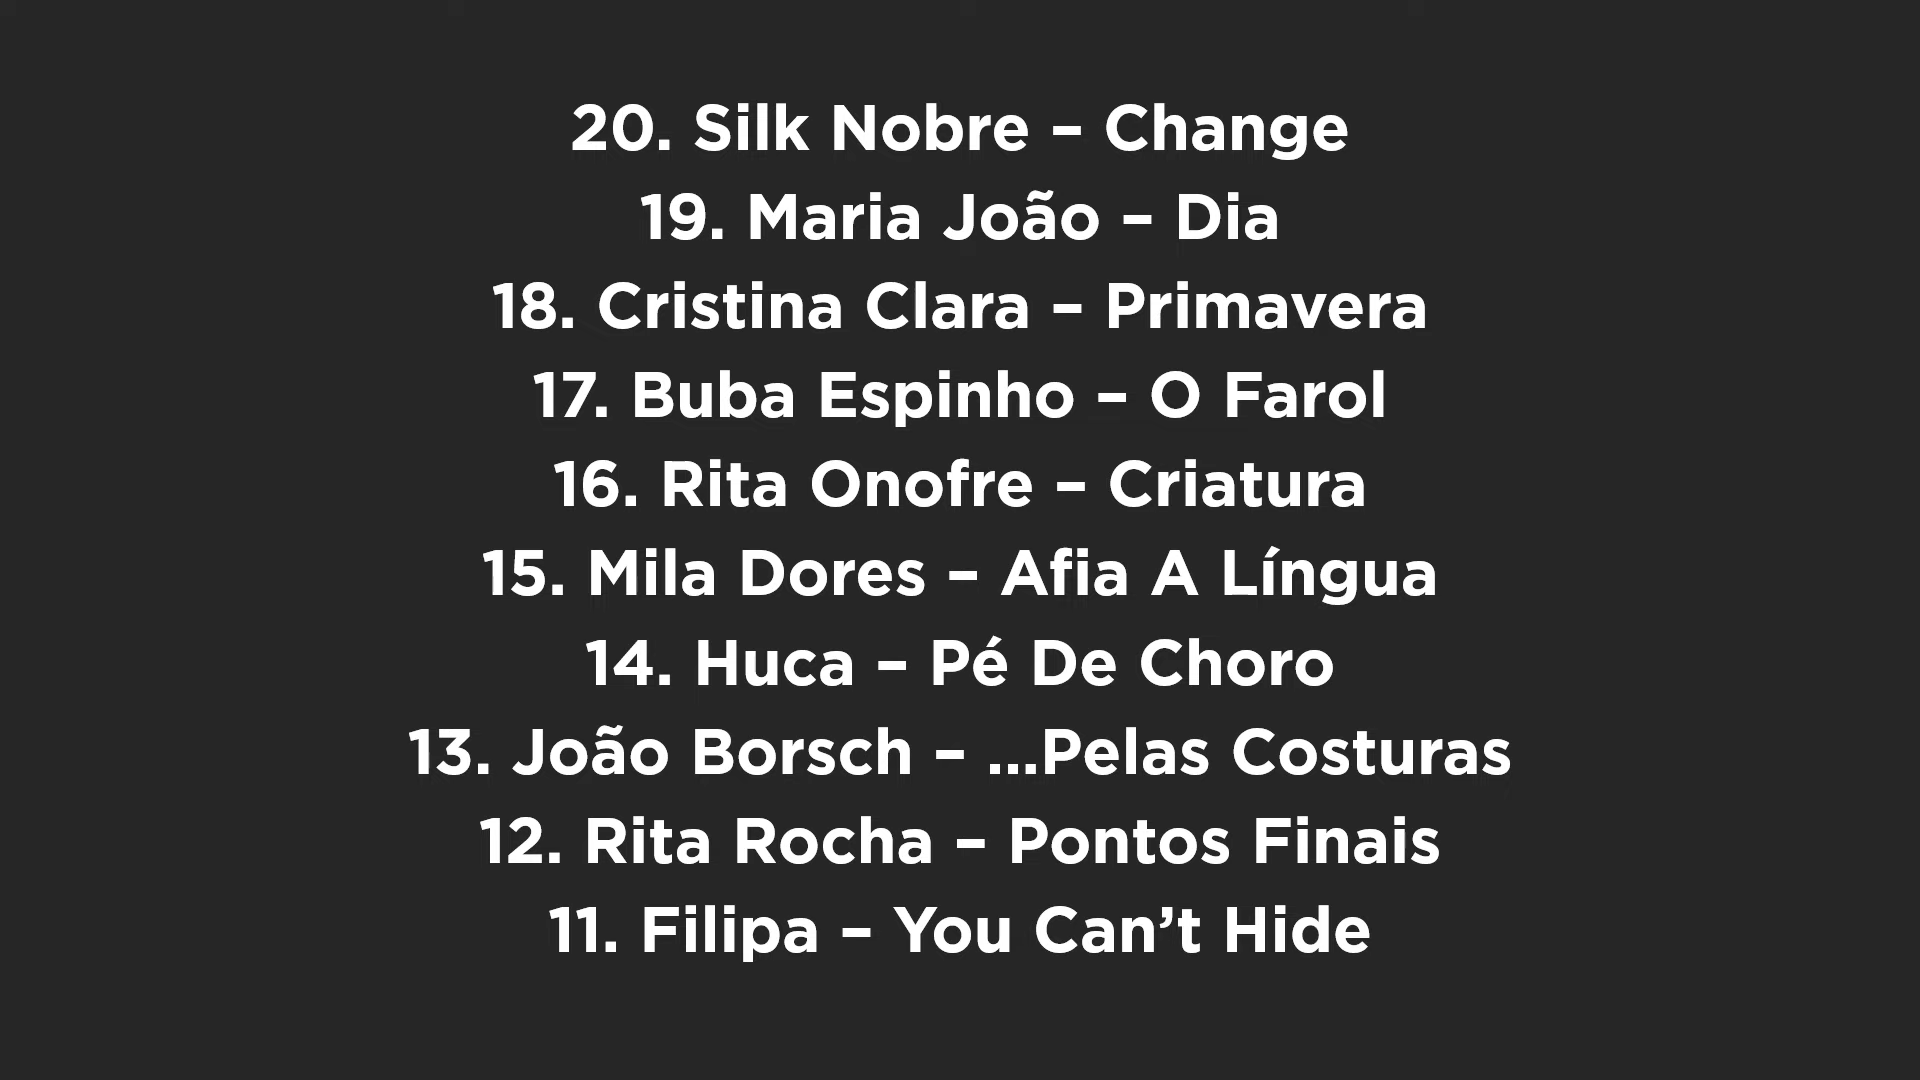 20. Silk Nobre – Change
19. Maria João – Dia
18. Cristina Clara – Primavera
17. Buba Espinho – O Farol
16. Rita Onofre – Criatura
15. Mila Dores – Afia A Língua
14. Huca – Pé De Choro
13. João Borsch – ...Pelas Costuras
12. Rita Rocha – Pontos Finais
11. Filipa – You Can’t Hide